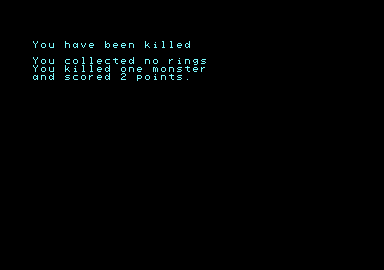 You have been killed
You collected no rings
You killed one monster
and scored 2 points.